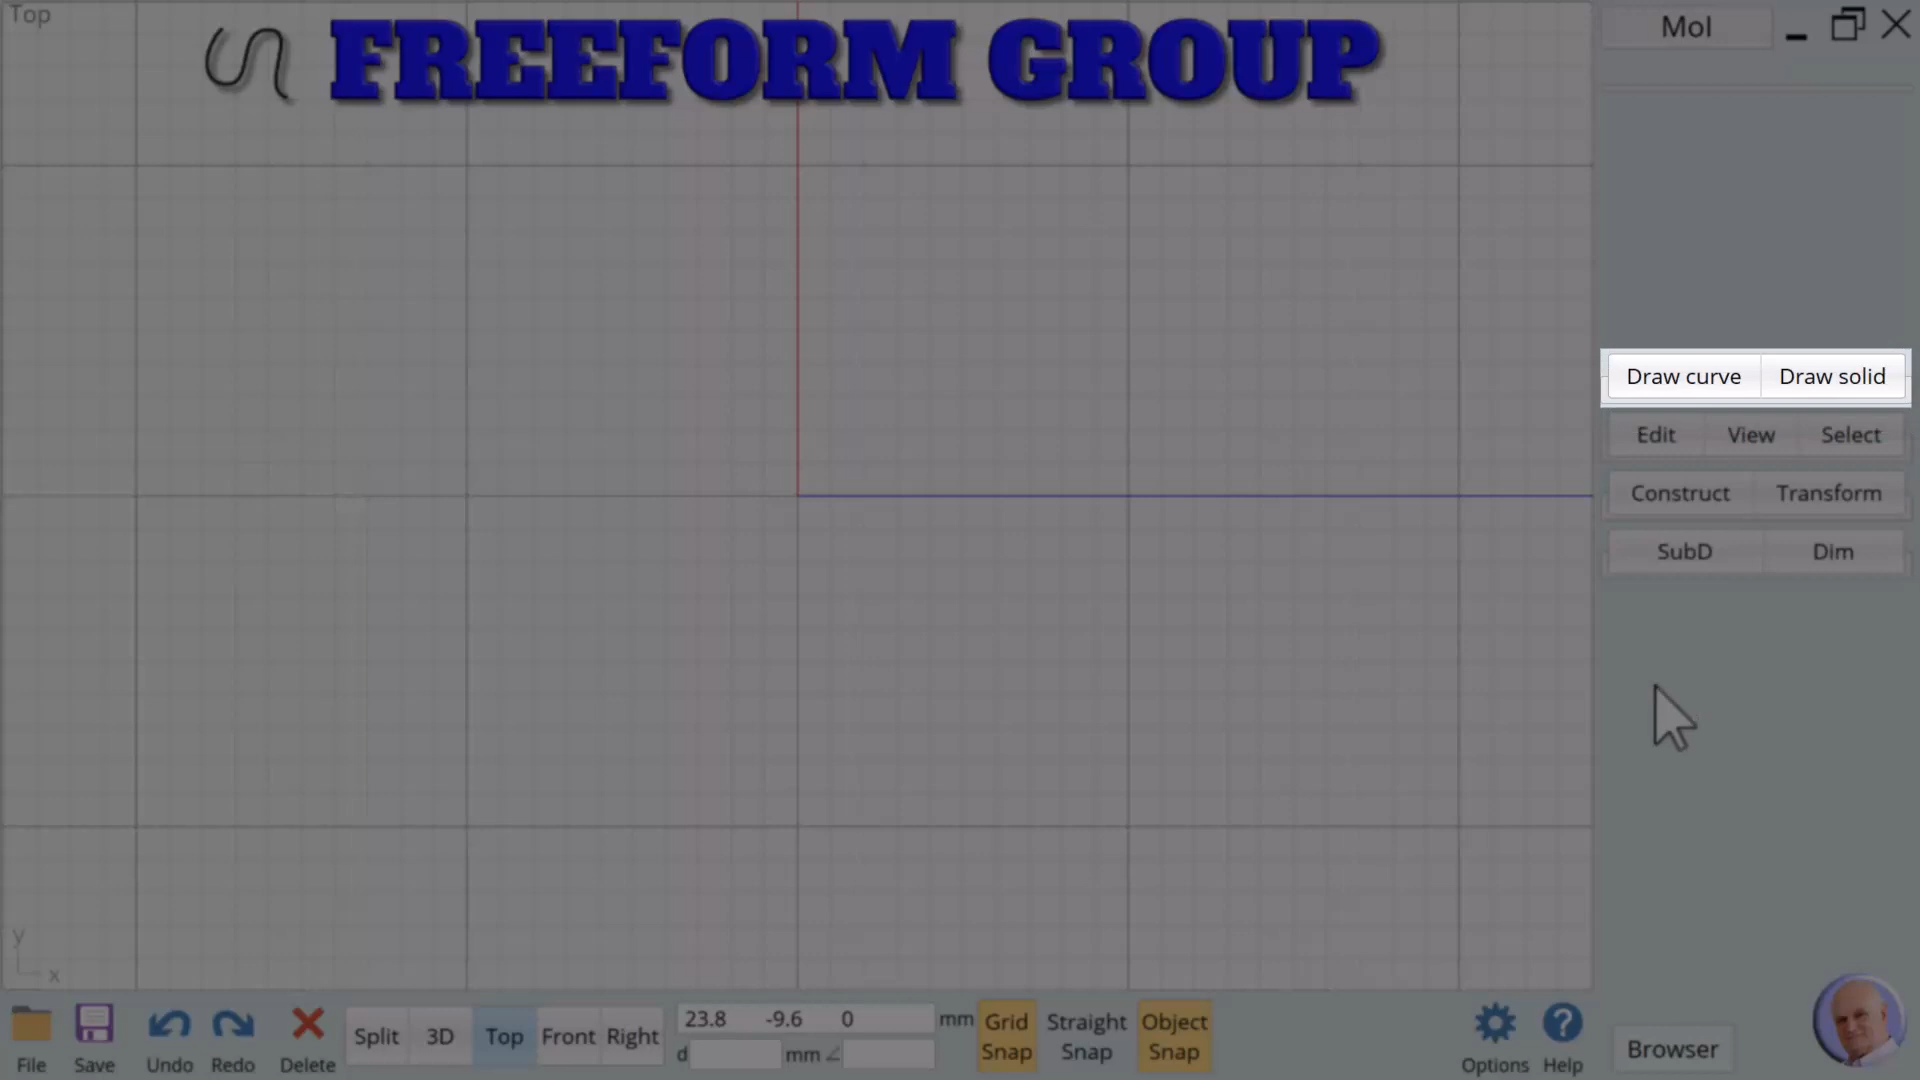 Top
FREEFORM GROUP
MoI
Draw curve Draw solid
Edit View Select
Construct Transform
SubD Dim
y
x
23.8 -9.6 0 mm
d mm
Split 3D Top Front Right
Grid Snap
Straight Snap
Object Snap
File Save Undo Redo Delete
Options Help
Browser